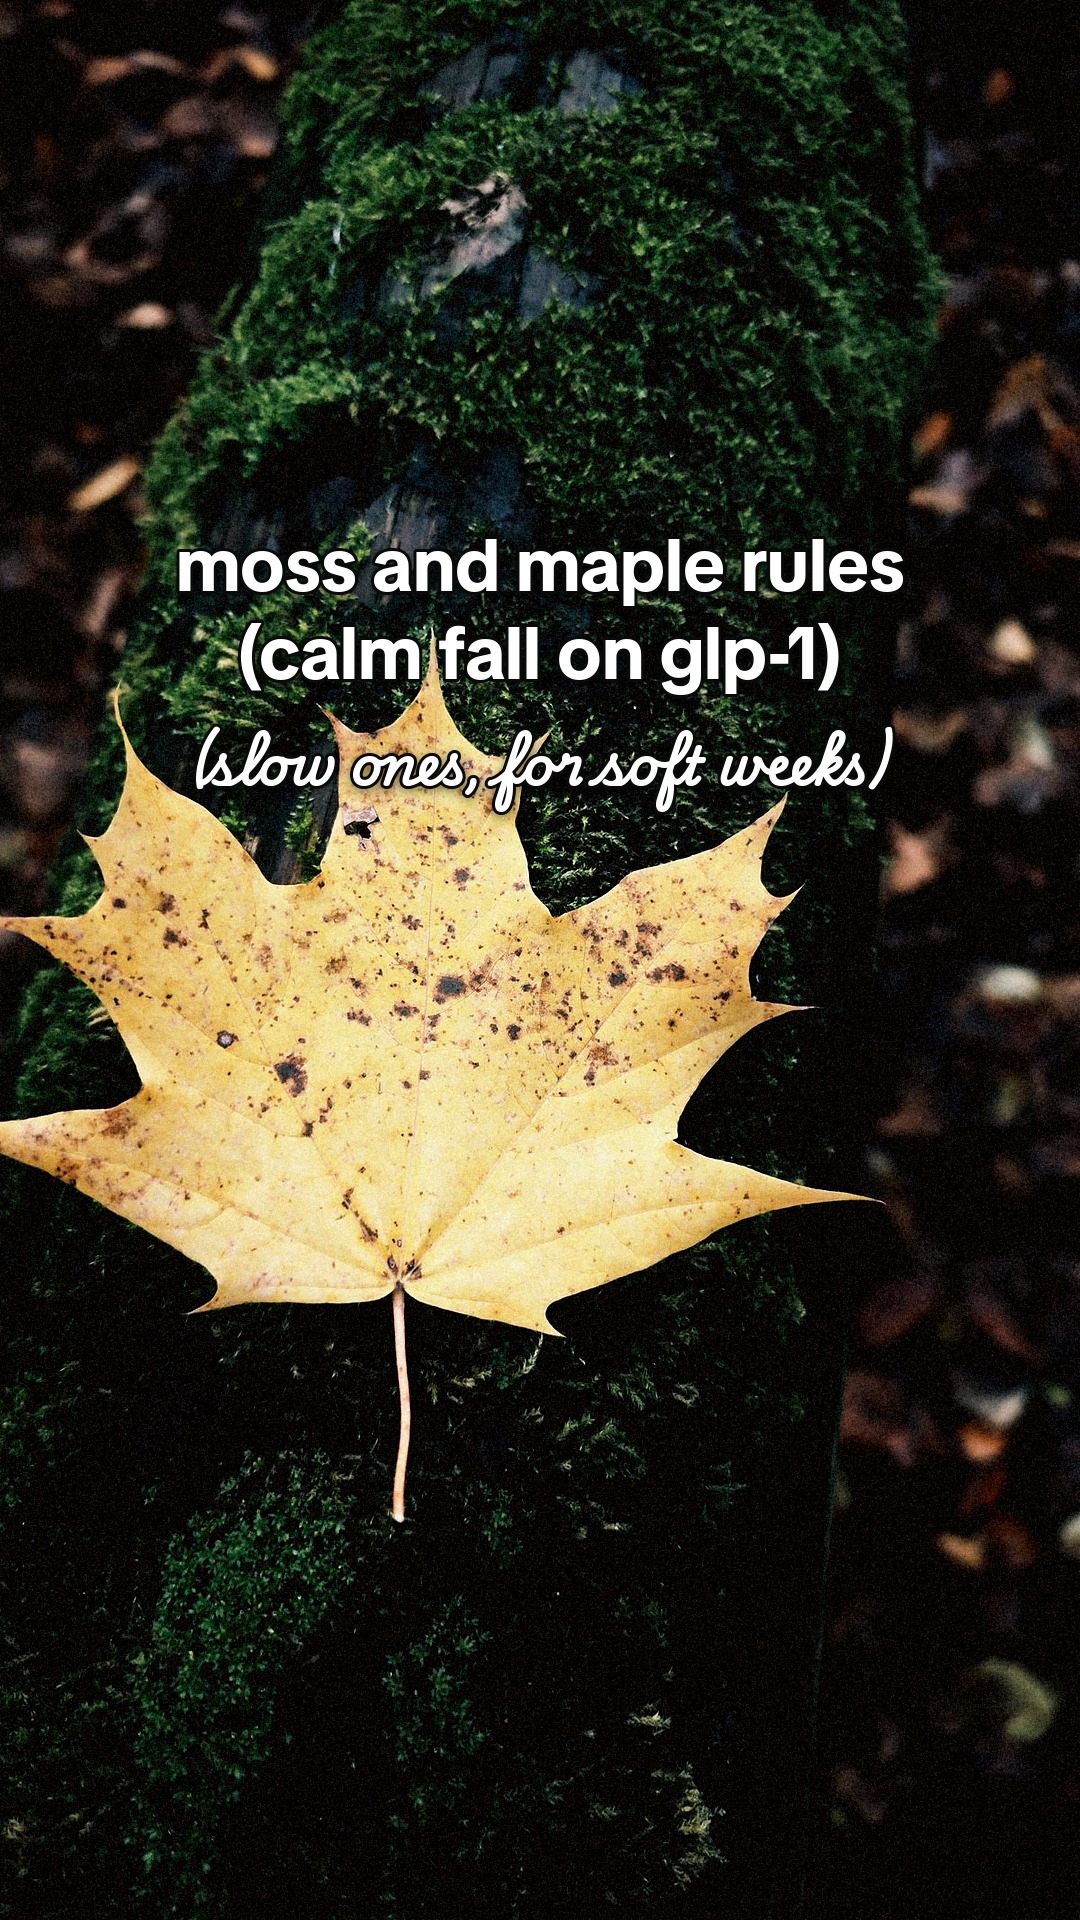 moss and maple rules
(calm fall on glp-1)
(slow ones, for soft weeks)